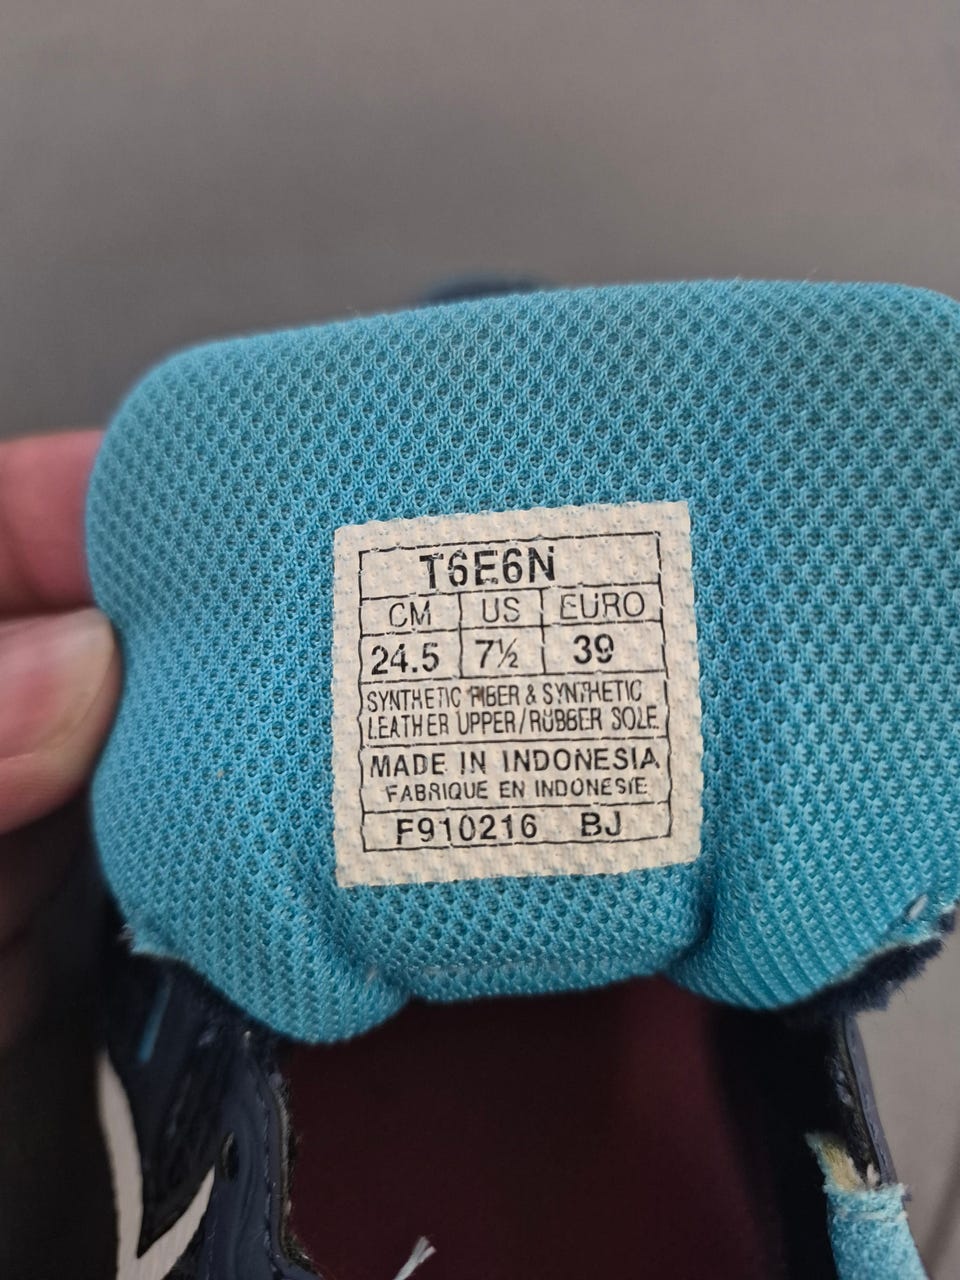 T6E6N
CM US EURO
24.5 7½ 39
SYNTHETIC FIBER & SYNTHETIC
LEATHER UPPER/RUBBER SOLE
MADE IN INDONESIA
FABRIQUE EN INDONESIE
F910216 BJ